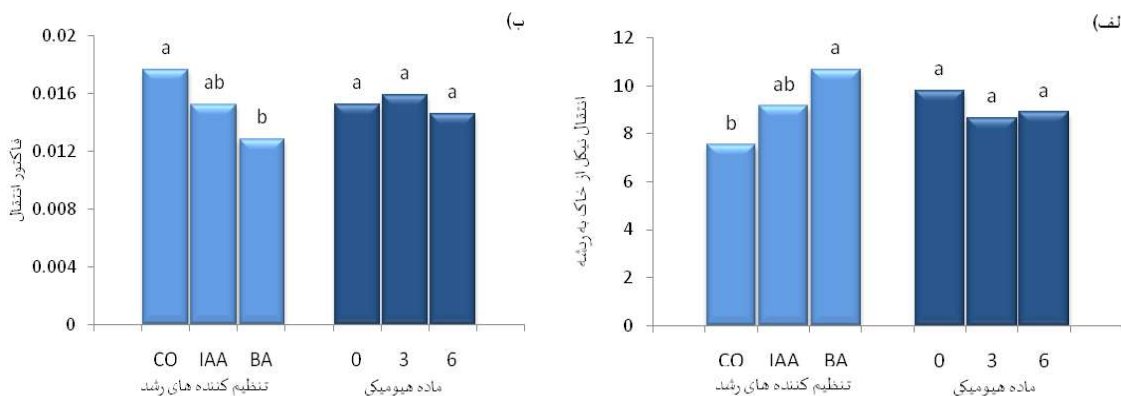 الف)
انتقال نیکل از خاک به ریشه
12
10
8
6
4
2
0
b
ab
a
a
a
a
CO IAA BA 0 3 6
تنظیم کننده های رشد
ماده هیومیکی
ب)
فاکتور انتقال
0.02
0.016
0.012
0.008
0.004
0
a
ab
b
a
a
a
CO IAA BA 0 3 6
تنظیم کننده های رشد
ماده هیومیکی